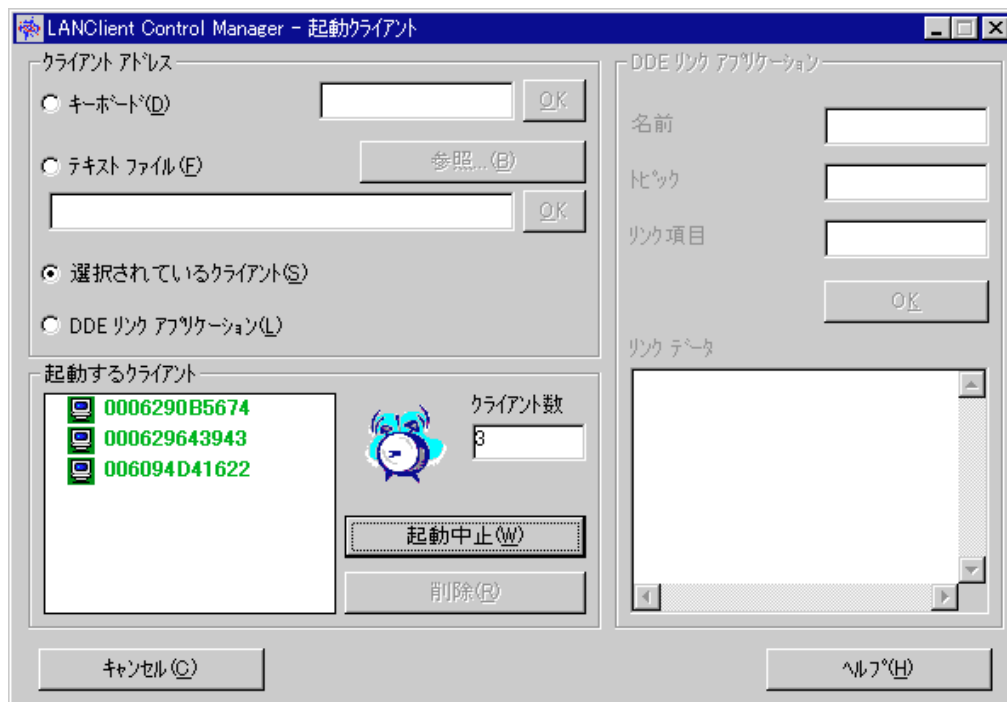 LANClient Control Manager - 起動クライアント
クライアント アドレス
キーボード(D)
OK
テキスト ファイル(F)
参照...(B)
OK
選択されているクライアント(S)
DDE リンク アプリケーション(L)
起動するクライアント
0006290B5674
000629643943
006094D41622
クライアント数
3
起動中止(W)
削除(R)
DDE リンク アプリケーション
名前
トピック
リンク項目
OK
リンク データ
キャンセル(C)
ヘルプ(H)